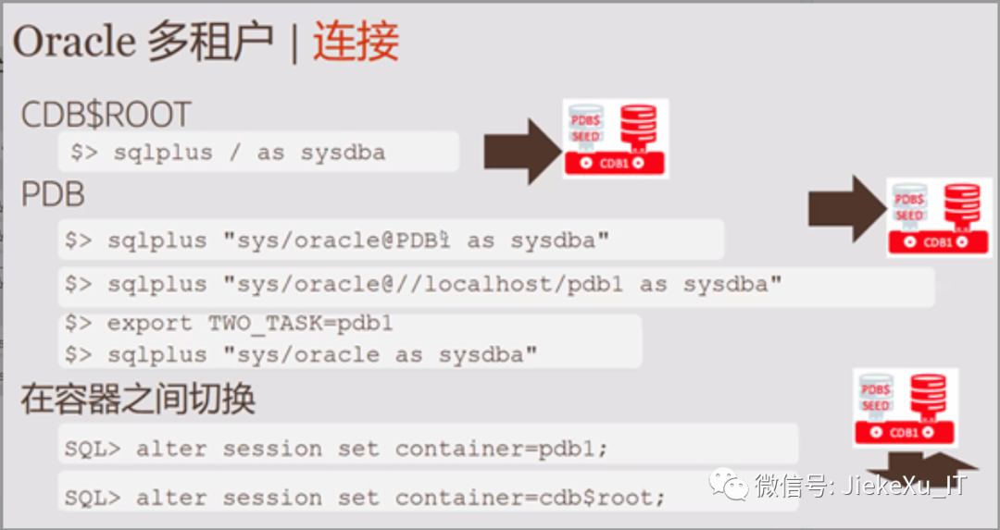 Oracle 多租户 | 连接
CDB$ROOT
$> sqlplus / as sysdba
PDB$
SEED
CDB1
PDB
PDB$
SEED
CDB1
$> sqlplus "sys/oracle@PDB1 as sysdba"
$> sqlplus "sys/oracle@//localhost/pdb1 as sysdba"
$> export TWO_TASK=pdb1
$> sqlplus "sys/oracle as sysdba"
在容器之间切换
PDB$
SEED
CDB1
SQL> alter session set container=pdb1;
SQL> alter session set container=cdb$root;
微信号: JiekeXu_IT